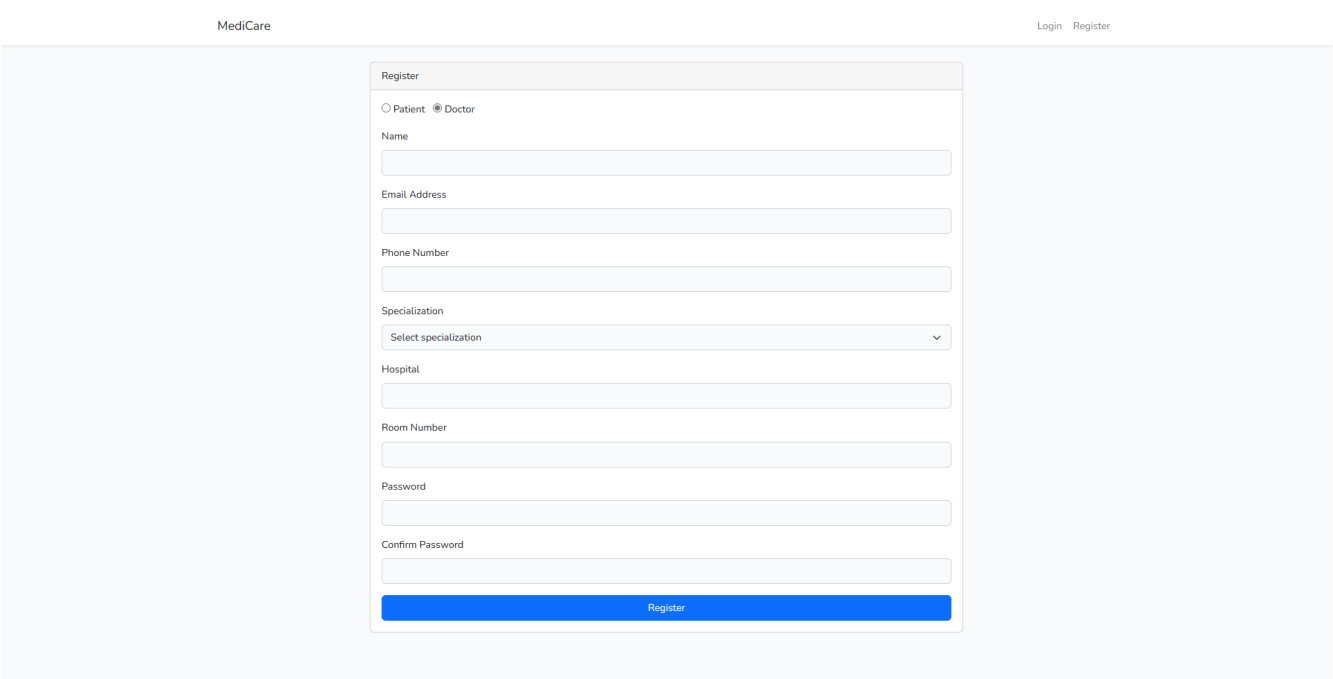 MediCare
Login Register
Register
Patient Doctor
Name
Email Address
Phone Number
Specialization
Select specialization
Hospital
Room Number
Password
Confirm Password
Register